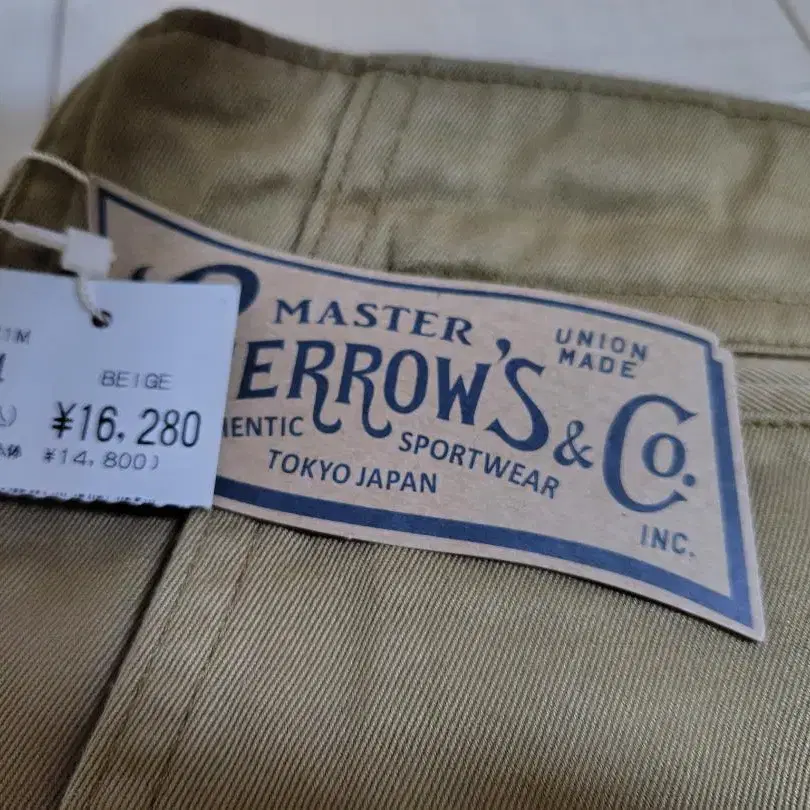 BEIGE
¥16,280
¥14,800)
MASTER
UNION
MADE
ERROW'S & Co.
ENTIC
SPORTWEAR
TOKYO JAPAN
INC.